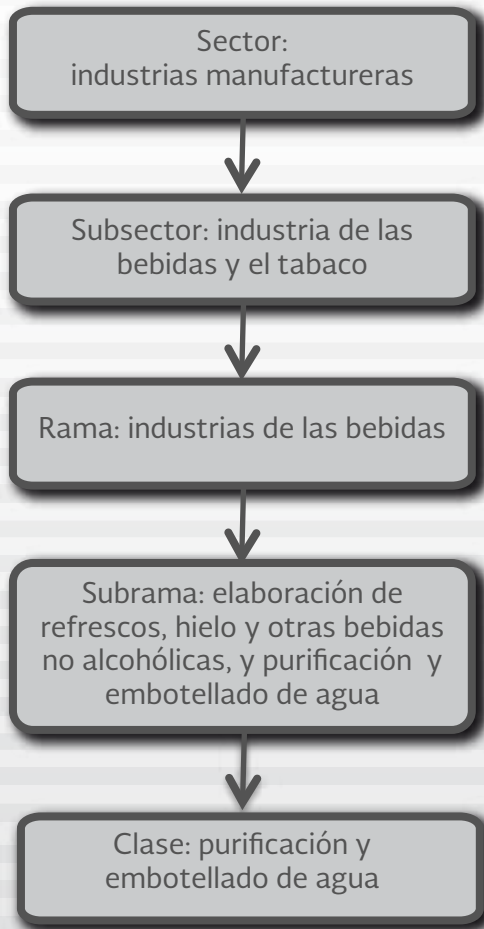 Sector:
industrias manufactureras
Subsector: industria de las
bebidas y el tabaco
Rama: industrias de las bebidas
Subrama: elaboración de
refrescos, hielo y otras bebidas
no alcohólicas, y purificación y
embotellado de agua
Clase: purificación y
embotellado de agua